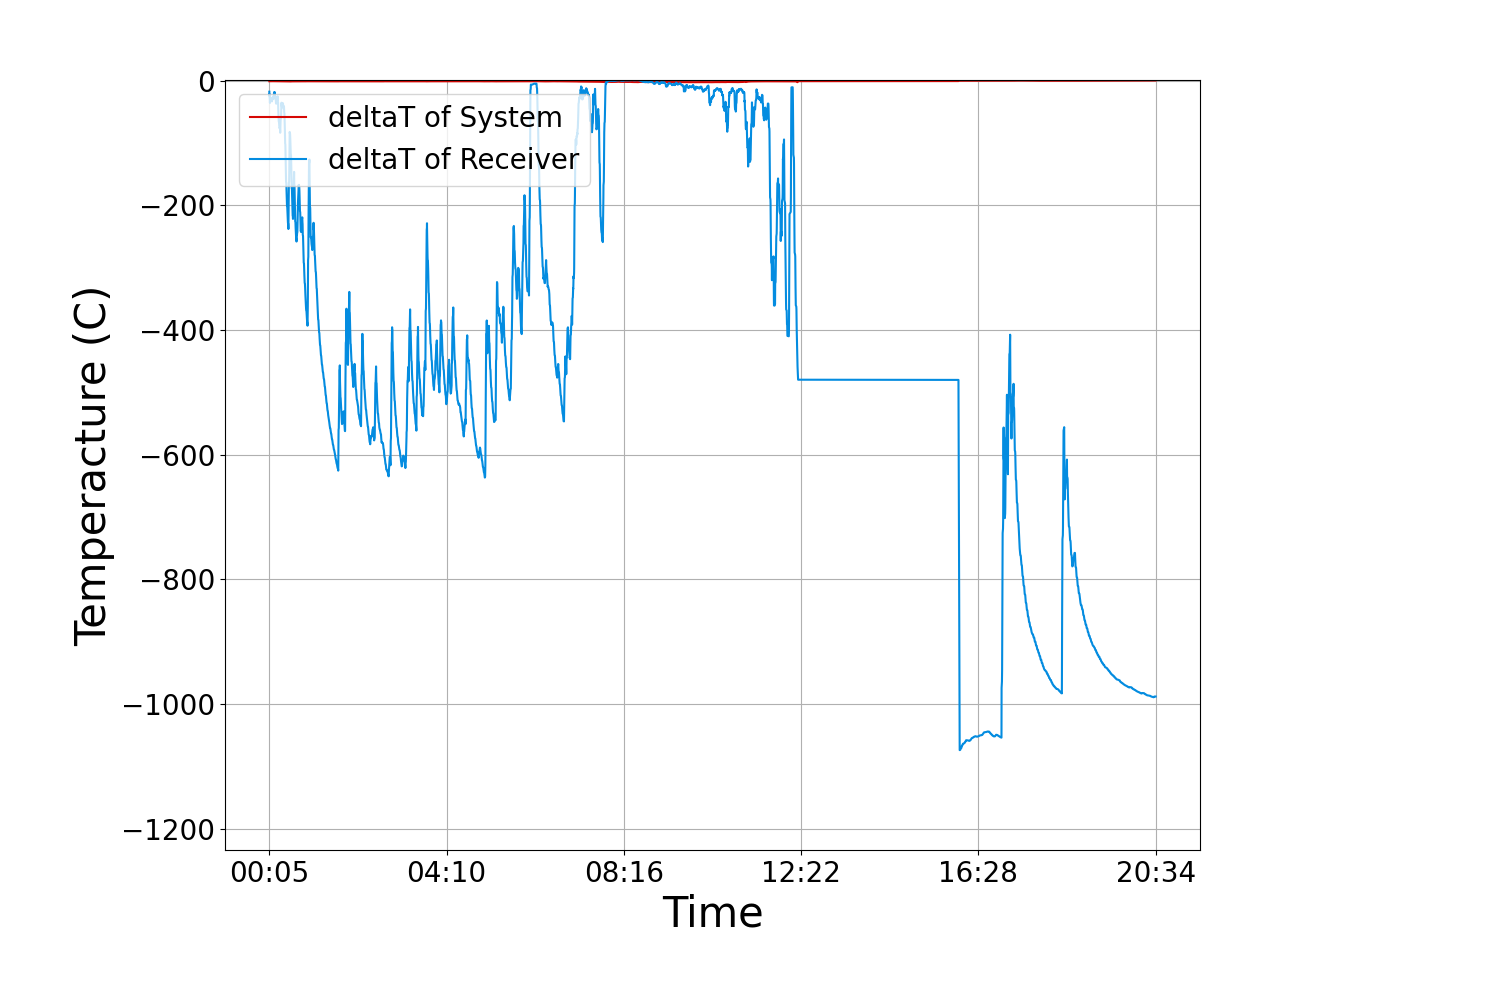 0
−200
−400
−600
−800
−1000
−1200
Temperacture (C)
deltaT of System
deltaT of Receiver
00:05 04:10 08:16 12:22 16:28 20:34
Time